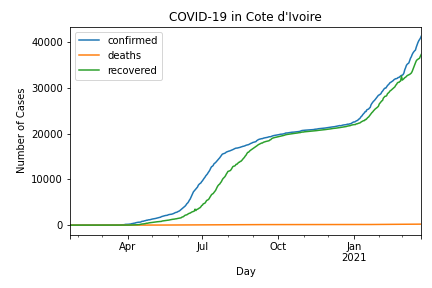 COVID-19 in Cote d'Ivoire
confirmed
deaths
recovered
Number of Cases
40000
30000
20000
10000
0
Apr
Jul
Oct
Jan
2021
Day